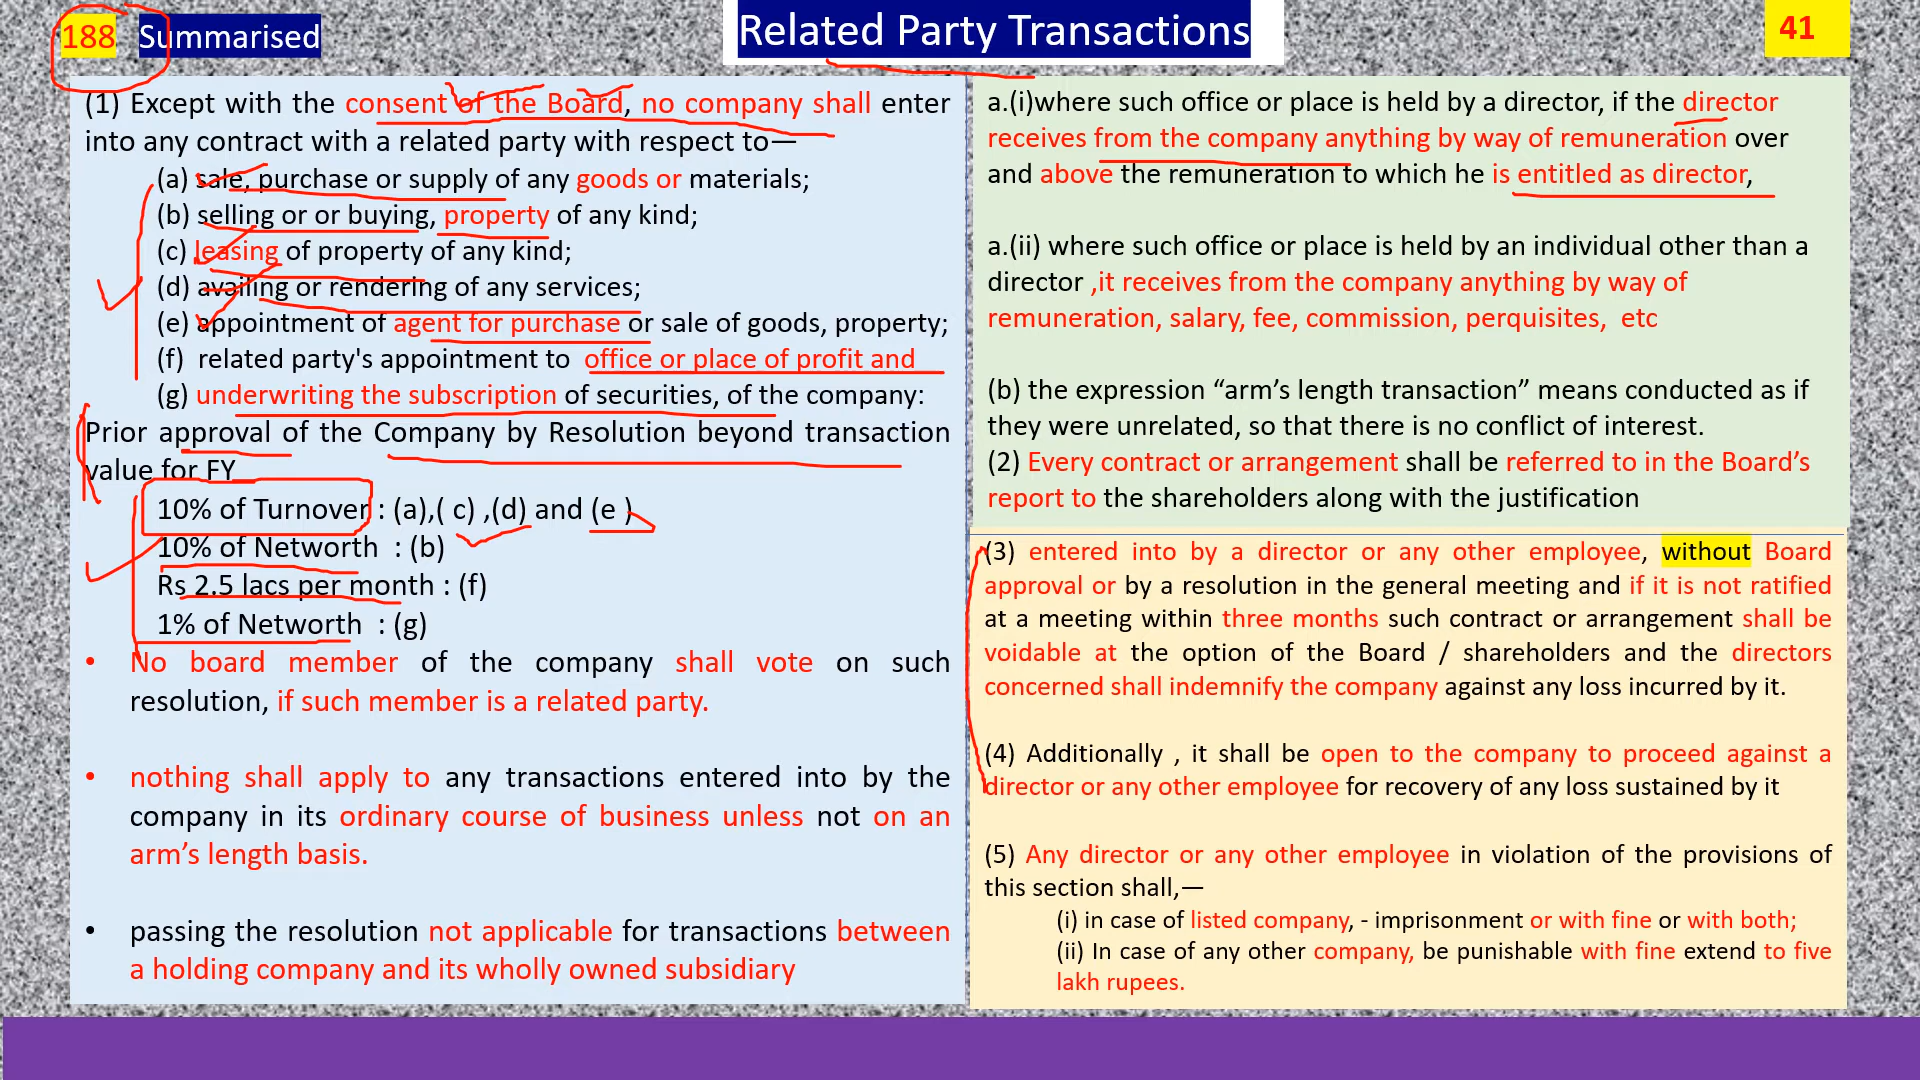 188 Summarised
Related Party Transactions
41
(1) Except with the consent of the Board, no company shall enter
into any contract with a related party with respect to—
(a) sale, purchase or supply of any goods or materials;
(b) selling or or buying, property of any kind;
(c) leasing of property of any kind;
(d) availing or rendering of any services;
(e) appointment of agent for purchase or sale of goods, property;
(f) related party's appointment to office or place of profit and
(g) underwriting the subscription of securities, of the company:
Prior approval of the Company by Resolution beyond transaction
value for FY
10% of Turnover : (a),( c) ,(d) and (e )
10% of Networth : (b)
Rs 2.5 lacs per month : (f)
1% of Networth : (g)
• No board member of the company shall vote on such
resolution, if such member is a related party.
• nothing shall apply to any transactions entered into by the
company in its ordinary course of business unless not on an
arm’s length basis.
• passing the resolution not applicable for transactions between
a holding company and its wholly owned subsidiary
a.(i)where such office or place is held by a director, if the director
receives from the company anything by way of remuneration over
and above the remuneration to which he is entitled as director,
a.(ii) where such office or place is held by an individual other than a
director ,it receives from the company anything by way of
remuneration, salary, fee, commission, perquisites, etc
(b) the expression “arm’s length transaction” means conducted as if
they were unrelated, so that there is no conflict of interest.
(2) Every contract or arrangement shall be referred to in the Board’s
report to the shareholders along with the justification
(3) entered into by a director or any other employee, without Board
approval or by a resolution in the general meeting and if it is not ratified
at a meeting within three months such contract or arrangement shall be
voidable at the option of the Board / shareholders and the directors
concerned shall indemnify the company against any loss incurred by it.
(4) Additionally , it shall be open to the company to proceed against a
director or any other employee for recovery of any loss sustained by it
(5) Any director or any other employee in violation of the provisions of
this section shall,—
(i) in case of listed company, - imprisonment or with fine or with both;
(ii) In case of any other company, be punishable with fine extend to five
lakh rupees.